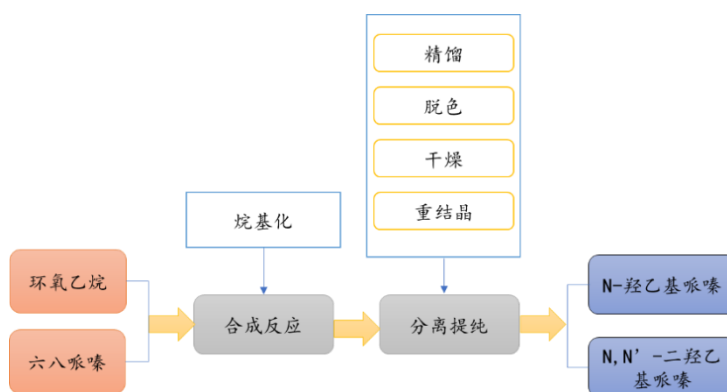 精馏
脱色
干燥
重结晶
烷基化
环氧乙烷
六八哌嗪
合成反应
分离提纯
N-羟乙基哌嗪
N,N’-二羟乙
基哌嗪